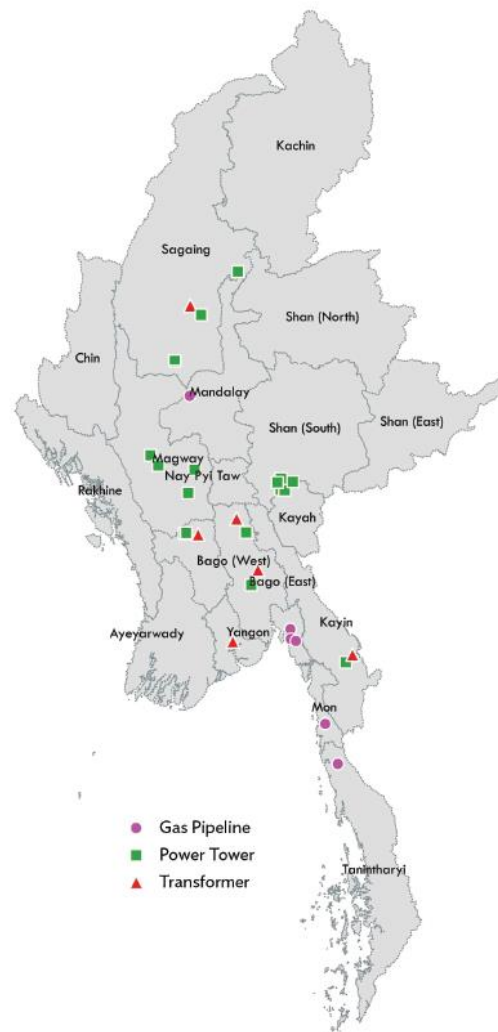 Kachin
Sagaing
Shan (North)
Chin
Mandalay
Shan (South)
Shan (East)
Magway
Nay Pyi Taw
Rakhine
Kayah
Bago (West)
Bago (East)
Ayeyarwady
Yangon
Kayin
Mon
Gas Pipeline
Power Tower
Transformer
Tanintharyi